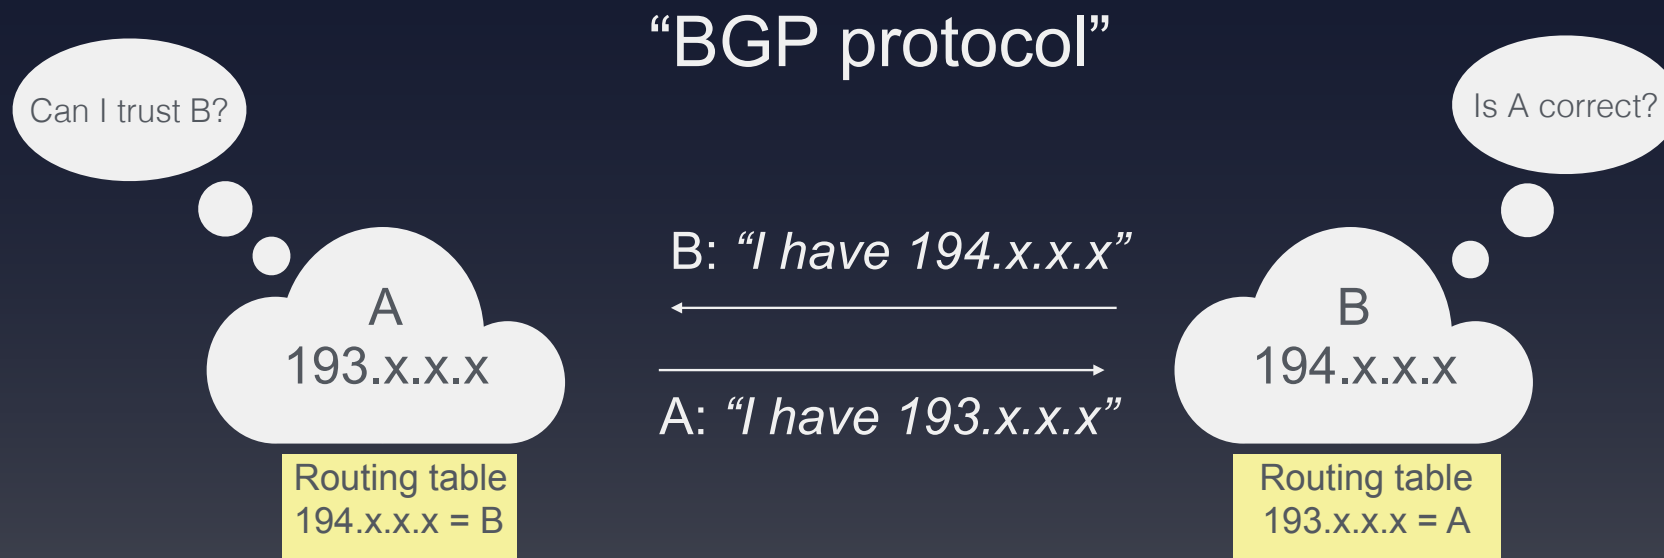 “BGP protocol”
Can I trust B?
Is A correct?
B: “I have 194.x.x.x”
A
193.x.x.x
B
194.x.x.x
A: “I have 193.x.x.x”
Routing table
194.x.x.x = B
Routing table
193.x.x.x = A